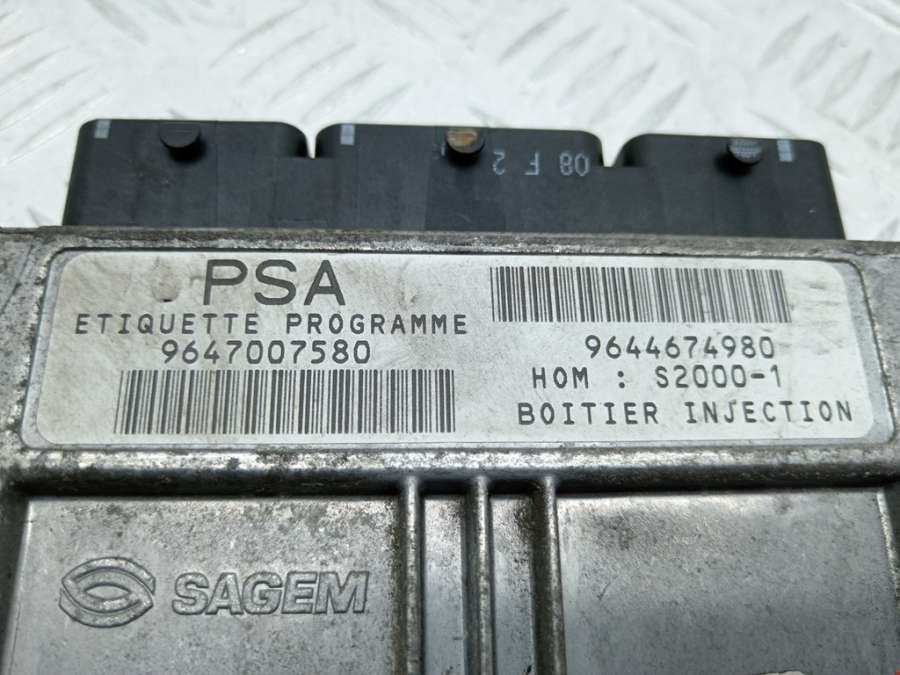 08 F 2
PSA
ETIQUETTE PROGRAMME
9647007580
9644674980
HOM : S2000-1
BOITIER INJECTION
SAGEM